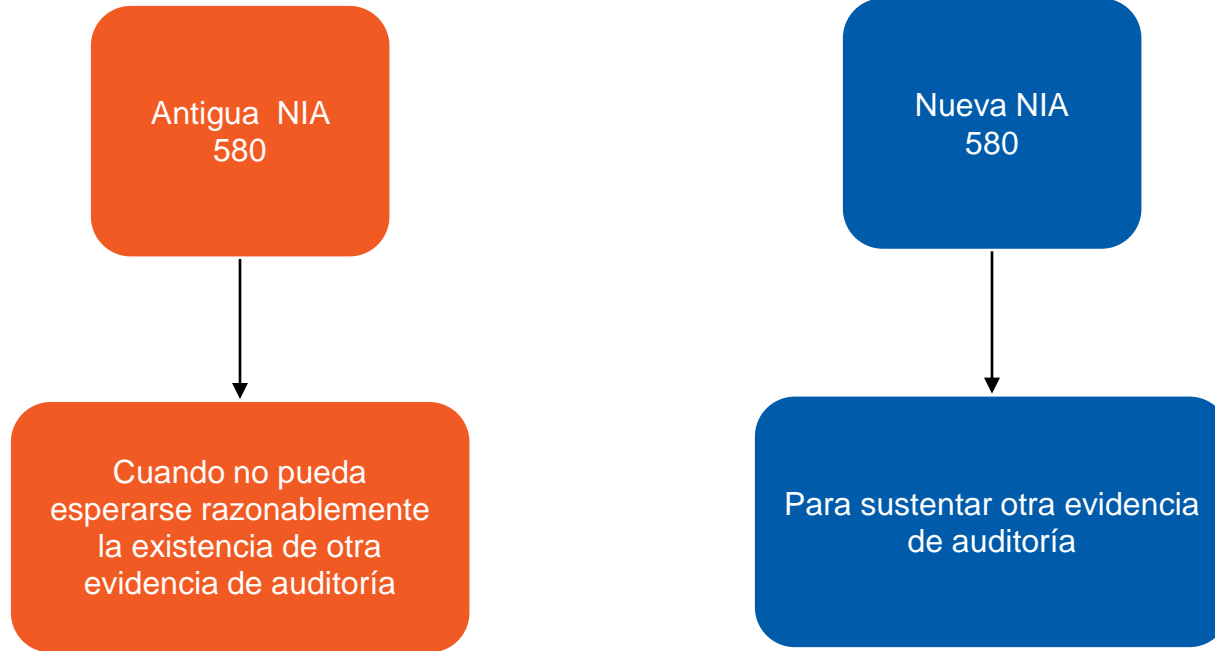 Antigua NIA
580
Nueva NIA
580
Cuando no pueda
esperarse razonablemente
la existencia de otra
evidencia de auditoría
Para sustentar otra evidencia
de auditoría